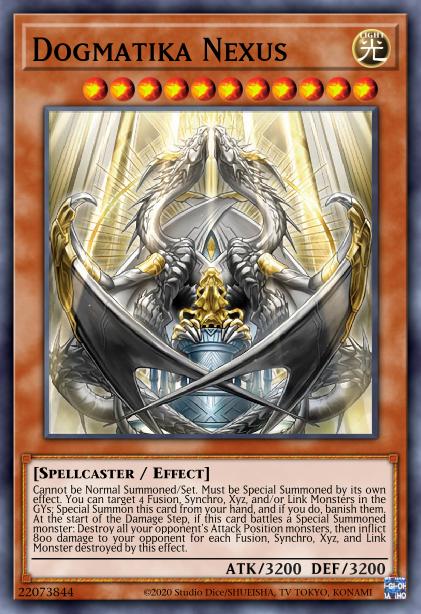 Dogmatika Nexus
LIGHT
光
[Spellcaster / Effect]
Cannot be Normal Summoned/Set. Must be Special Summoned by its own
effect. You can target 4 Fusion, Synchro, Xyz, and/or Link Monsters in the
GYs; Special Summon this card from your hand, and if you do, banish them.
At the start of the Damage Step, if this card battles a Special Summoned
monster: Destroy all your opponent's Attack Position monsters, then inflict
800 damage to your opponent for each Fusion, Synchro, Xyz, and Link
Monster destroyed by this effect.
ATK/3200 DEF/3200
22073844
©2020 Studio Dice/SHUEISHA, TV TOKYO, KONAMI